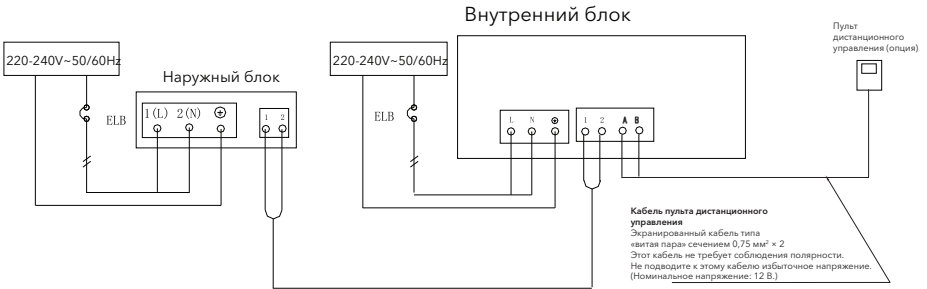 Внутренний блок
Пульт
дистанционного
управления (опция)
220-240V~50/60Hz
220-240V~50/60Hz
Наружный блок
1(L) 2(N)
1 2
ELB
ELB
L N
1 2 A B
Кабель пульта дистанционного
управления
Экранированный кабель типа
«витая пара» сечением 0,75 мм² × 2
Этот кабель не требует соблюдения полярности.
Не подводите к этому кабелю избыточное напряжение.
(Номинальное напряжение: 12 В.)